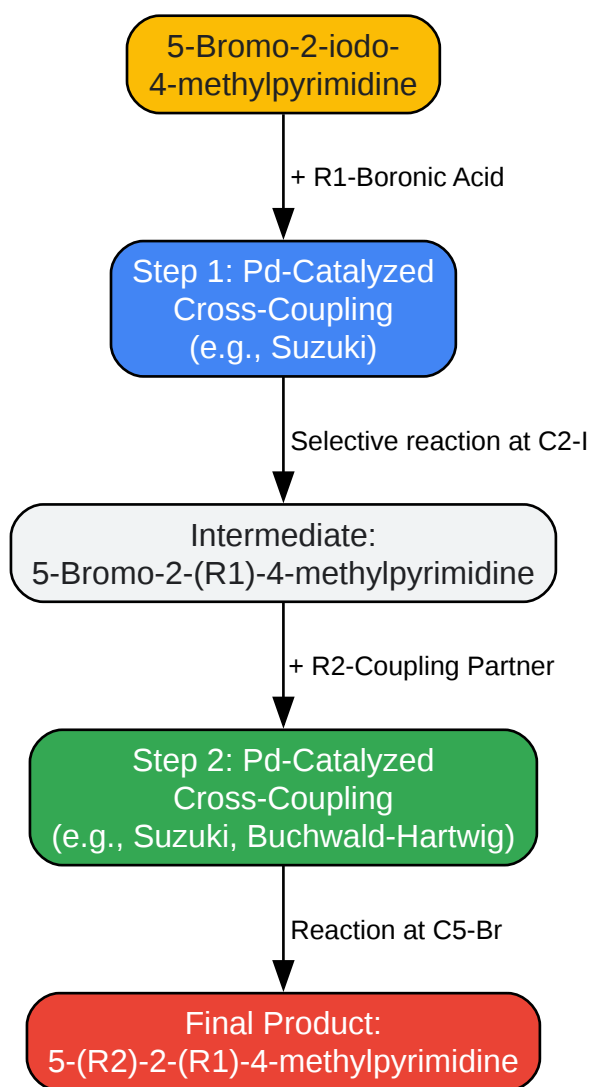 5-Bromo-2-iodo-
4-methylpyrimidine
+ R1-Boronic Acid
Step 1: Pd-Catalyzed
Cross-Coupling
(e.g., Suzuki)
Selective reaction at C2-I
Intermediate:
5-Bromo-2-(R1)-4-methylpyrimidine
+ R2-Coupling Partner
Step 2: Pd-Catalyzed
Cross-Coupling
(e.g., Suzuki, Buchwald-Hartwig)
Reaction at C5-Br
Final Product:
5-(R2)-2-(R1)-4-methylpyrimidine